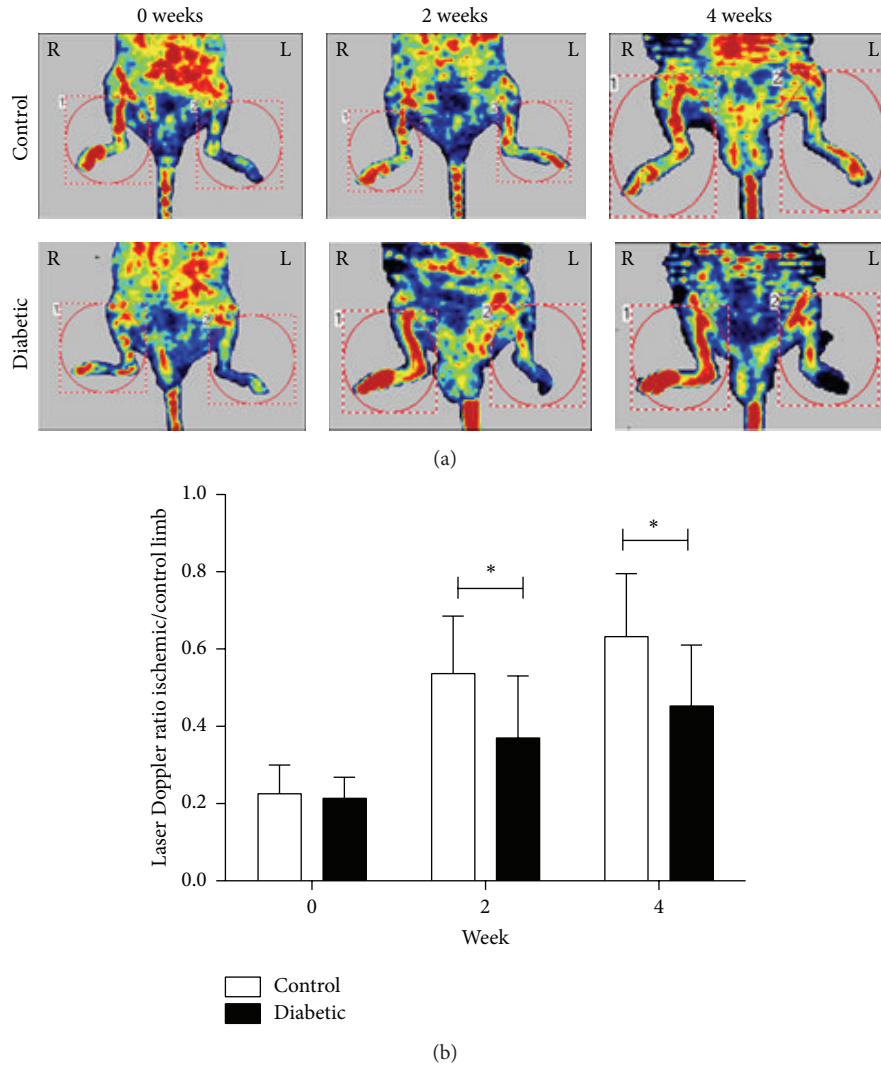 0 weeks 2 weeks 4 weeks
Control
R L R L R L
1 2 1 2 1 2
Diabetic
R L R L R L
1 2 1 2 1 2
(a)
Laser Doppler ratio ischemic/control limb
1.0
0.8
0.6
0.4
0.2
0.0
* *
0 2 4
Week
Control
Diabetic
(b)